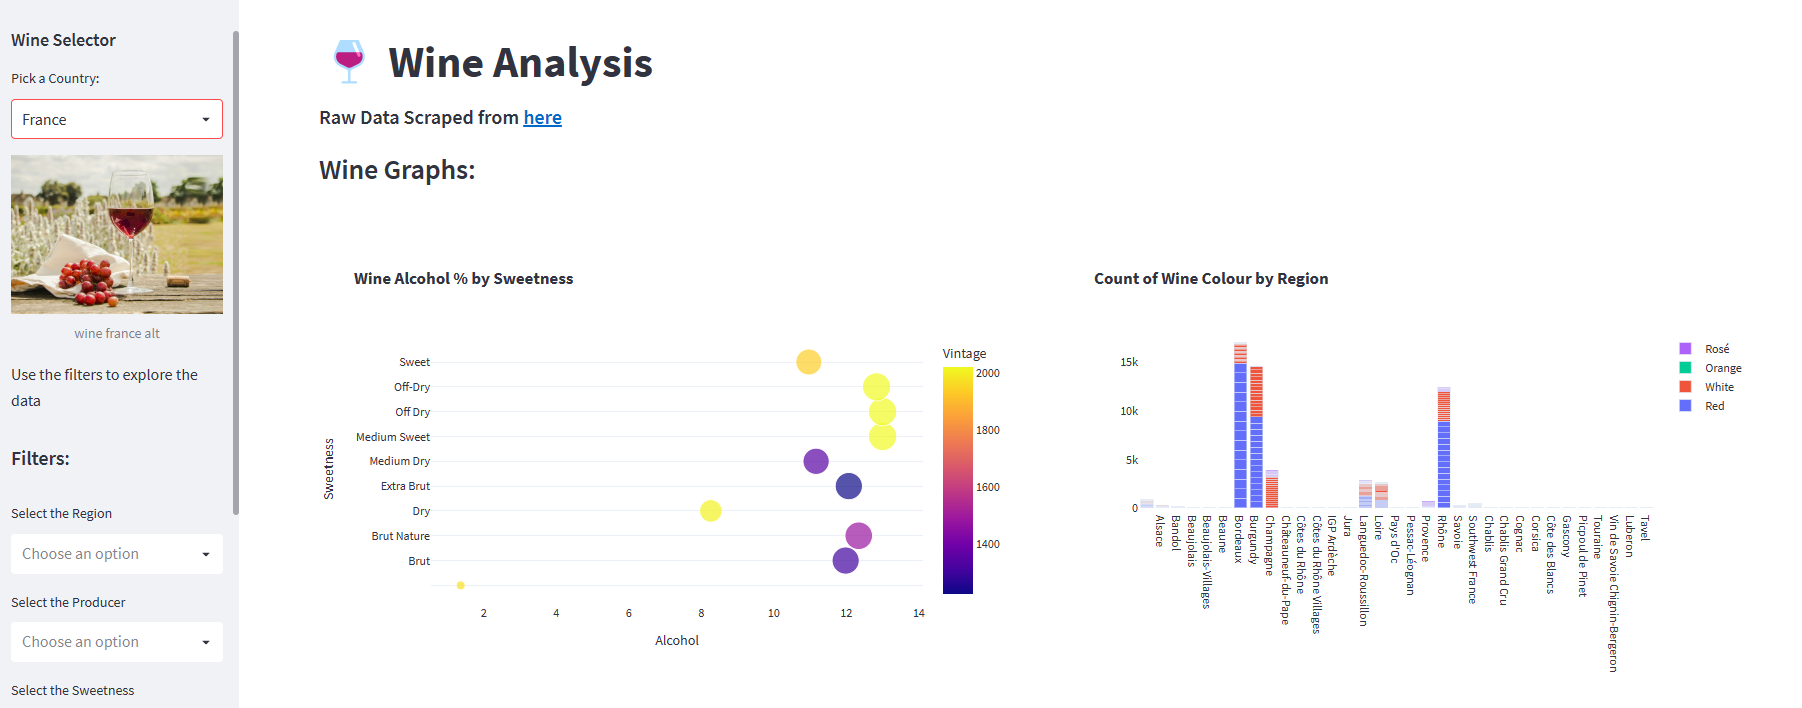 Wine Selector
Pick a Country:
France
wine france alt
Use the filters to explore the
data
Filters:
Select the Region
Choose an option
Select the Producer
Choose an option
Select the Sweetness
Wine Analysis
Raw Data Scraped from here
Wine Graphs:
Wine Alcohol % by Sweetness
Sweetness
Sweet
Off-Dry
Off Dry
Medium Sweet
Medium Dry
Extra Brut
Dry
Brut Nature
Brut
2
4
6
8
10
12
14
Alcohol
Vintage
2000
1800
1600
1400
Count of Wine Colour by Region
15k
10k
5k
0
Alsace
Bandol
Beaujolais
Beaujolais-Villages
Beaune
Bordeaux
Burgundy
Champagne
Châteauneuf-du-Pape
Côtes du Rhône
Côtes du Rhône Villages
IGP Ardèche
Jura
Languedoc-Roussillon
Loire
Pays d'Oc
Pessac-Léognan
Provence
Rhône
Savoie
Southwest France
Chablis
Chablis Grand Cru
Cognac
Corsica
Côte des Blancs
Gascony
Picpoul de Pinet
Touraine
Vin de Savoie Chignin-Bergeron
Luberon
Tavel
Rosé
Orange
White
Red